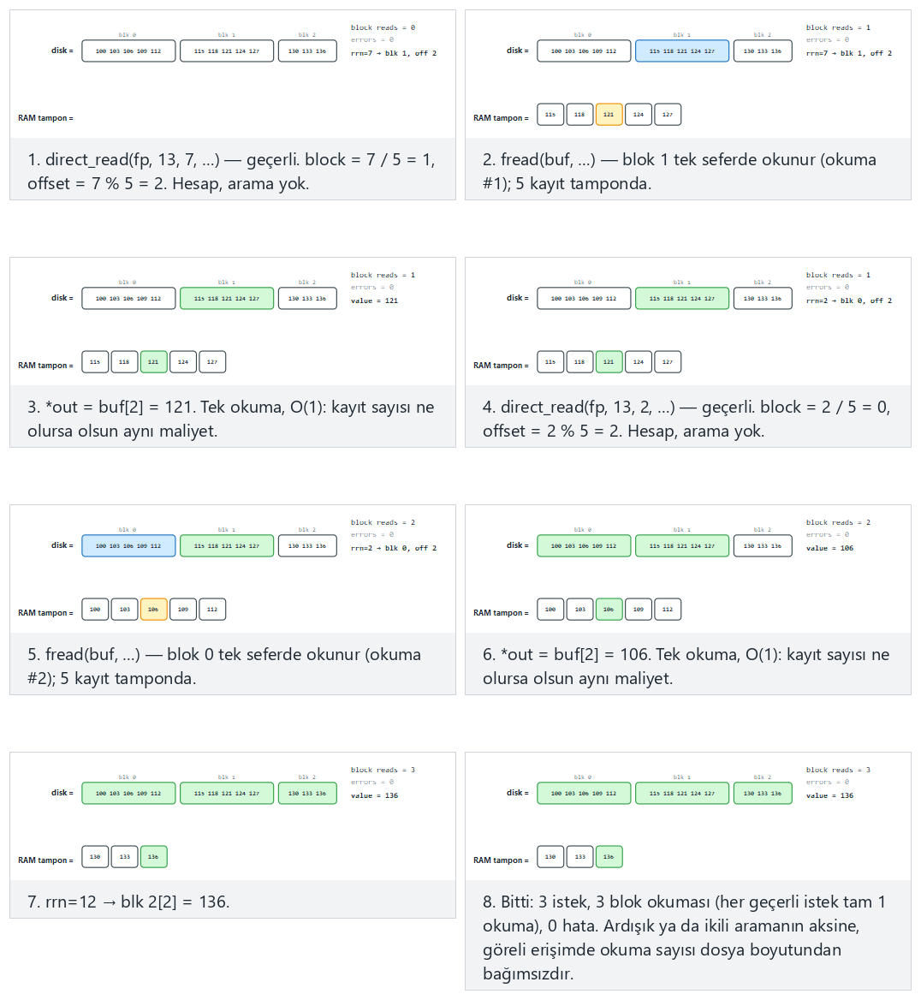 blk 0 blk 1 blk 2
disk = 100 103 106 109 112 115 118 121 124 127 130 133 136
block reads = 0
errors = 0
rrn=7 → blk 1, off 2
RAM tampon =
1. direct_read(fp, 13, 7, ...) — geçerli. block = 7 / 5 = 1,
offset = 7 % 5 = 2. Hesap, arama yok.
blk 0 blk 1 blk 2
disk = 100 103 106 109 112 115 118 121 124 127 130 133 136
block reads = 1
errors = 0
rrn=7 → blk 1, off 2
RAM tampon = 115 118 121 124 127
2. fread(buf, ...) — blok 1 tek seferde okunur (okuma
#1); 5 kayıt tamponda.
blk 0 blk 1 blk 2
disk = 100 103 106 109 112 115 118 121 124 127 130 133 136
block reads = 1
errors = 0
value = 121
RAM tampon = 115 118 121 124 127
3. *out = buf[2] = 121. Tek okuma, O(1): kayıt sayısı ne
olursa olsun aynı maliyet.
blk 0 blk 1 blk 2
disk = 100 103 106 109 112 115 118 121 124 127 130 133 136
block reads = 1
errors = 0
rrn=2 → blk 0, off 2
RAM tampon = 115 118 121 124 127
4. direct_read(fp, 13, 2, ...) — geçerli. block = 2 / 5 = 0,
offset = 2 % 5 = 2. Hesap, arama yok.
blk 0 blk 1 blk 2
disk = 100 103 106 109 112 115 118 121 124 127 130 133 136
block reads = 2
errors = 0
rrn=2 → blk 0, off 2
RAM tampon = 100 103 106 109 112
5. fread(buf, ...) — blok 0 tek seferde okunur (okuma
#2); 5 kayıt tamponda.
blk 0 blk 1 blk 2
disk = 100 103 106 109 112 115 118 121 124 127 130 133 136
block reads = 2
errors = 0
value = 106
RAM tampon = 100 103 106 109 112
6. *out = buf[2] = 106. Tek okuma, O(1): kayıt sayısı ne
olursa olsun aynı maliyet.
blk 0 blk 1 blk 2
disk = 100 103 106 109 112 115 118 121 124 127 130 133 136
block reads = 3
errors = 0
value = 136
RAM tampon = 130 133 136
7. rrn=12 → blk 2[2] = 136.
blk 0 blk 1 blk 2
disk = 100 103 106 109 112 115 118 121 124 127 130 133 136
block reads = 3
errors = 0
value = 136
RAM tampon = 130 133 136
8. Bitti: 3 istek, 3 blok okuması (her geçerli istek tam 1
okuma), 0 hata. Ardışık ya da ikili aramanın aksine,
göreli erişimde okuma sayısı dosya boyutundan
bağımsızdır.